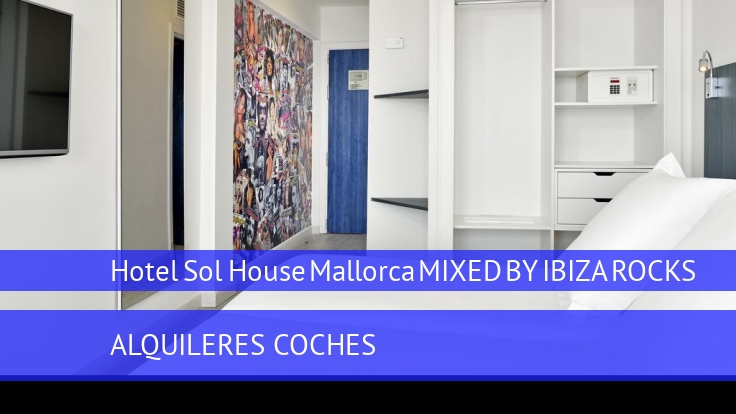 Hotel Sol House Mallorca MIXED BY IBIZA ROCKS
ALQUILERES COCHES